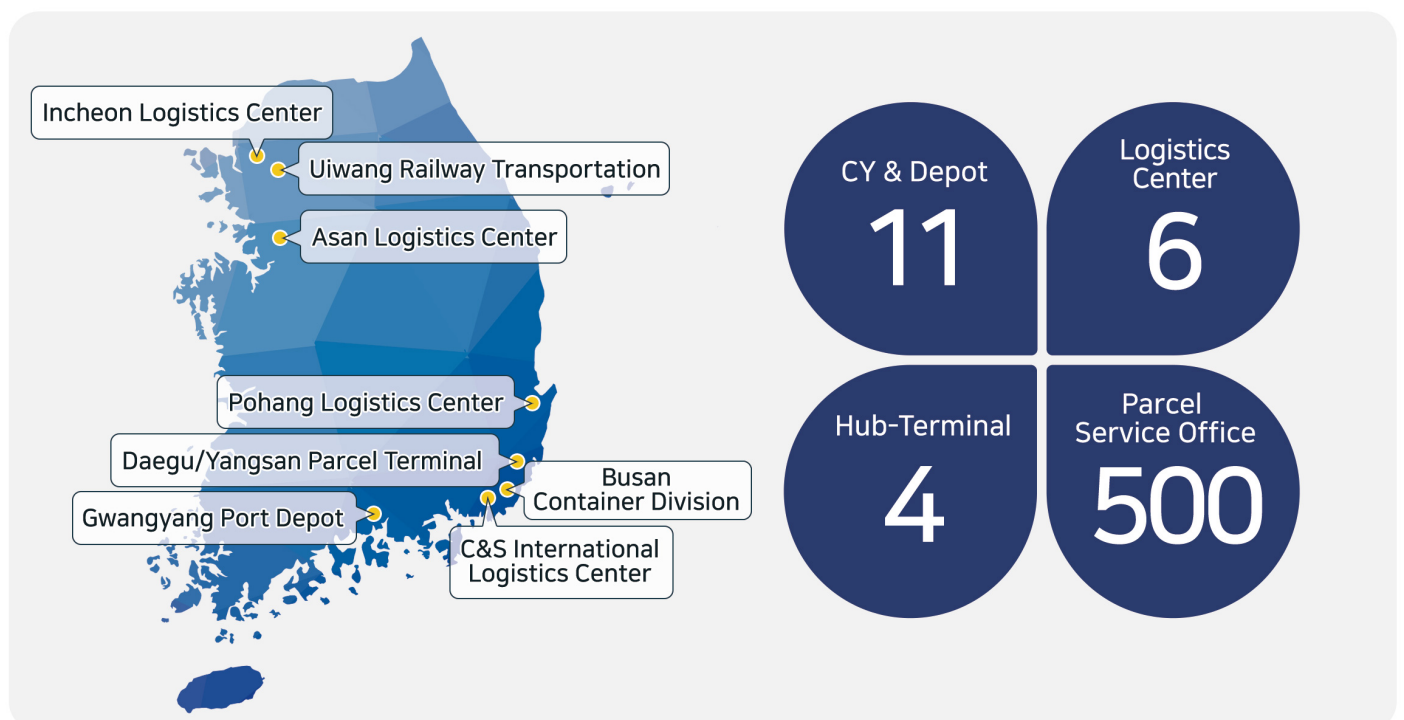 Incheon Logistics Center
Uiwang Railway Transportation
Asan Logistics Center
Pohang Logistics Center
Daegu/Yangsan Parcel Terminal
Busan
Container Division
Gwangyang Port Depot
C&S International
Logistics Center
CY & Depot
11
Logistics
Center
6
Hub-Terminal
4
Parcel
Service Office
500